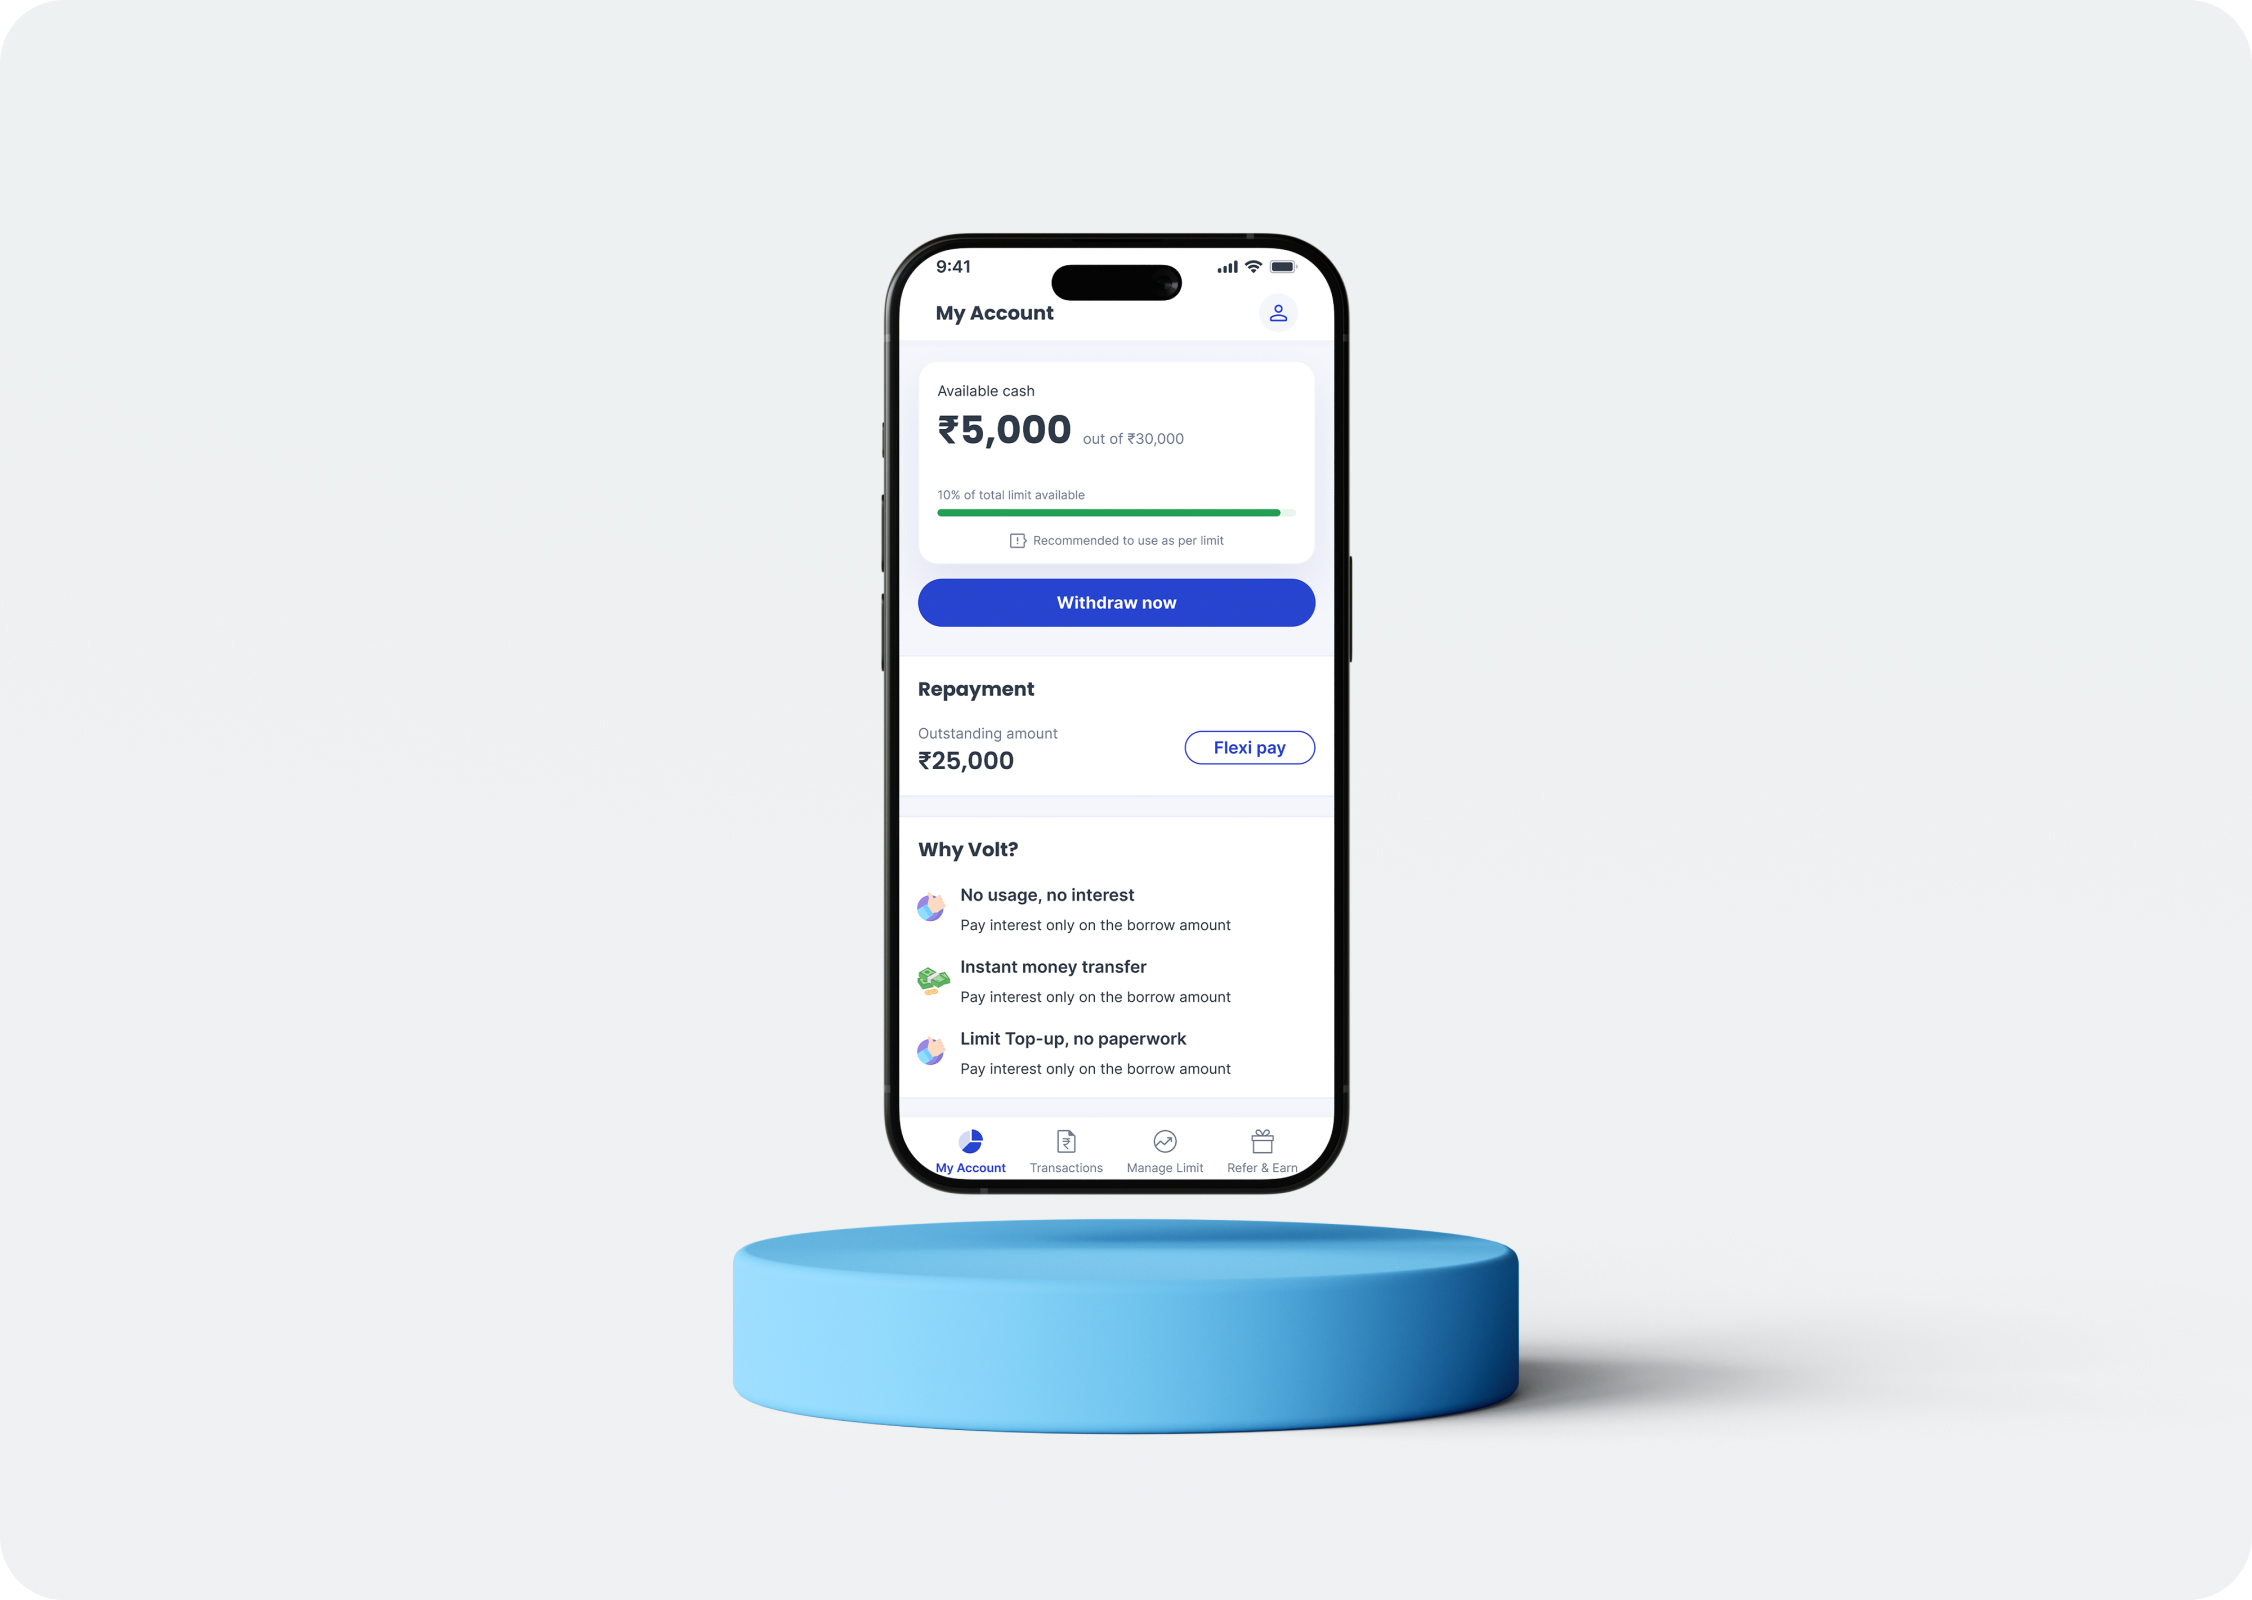 9:41
My Account
Available cash
₹5,000 out of ₹30,000
10% of total limit available
Recommended to use as per limit
Withdraw now
Repayment
Outstanding amount
₹25,000
Flexi pay
Why Volt?
No usage, no interest
Pay interest only on the borrow amount
Instant money transfer
Pay interest only on the borrow amount
Limit Top-up, no paperwork
Pay interest only on the borrow amount
My Account Transactions Manage Limit Refer & Earn